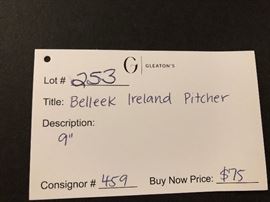 G | GLEATON'S
Lot # 253
Title: Belleek Ireland Pitcher
Description:
9"
Consignor # 459 Buy Now Price: $75